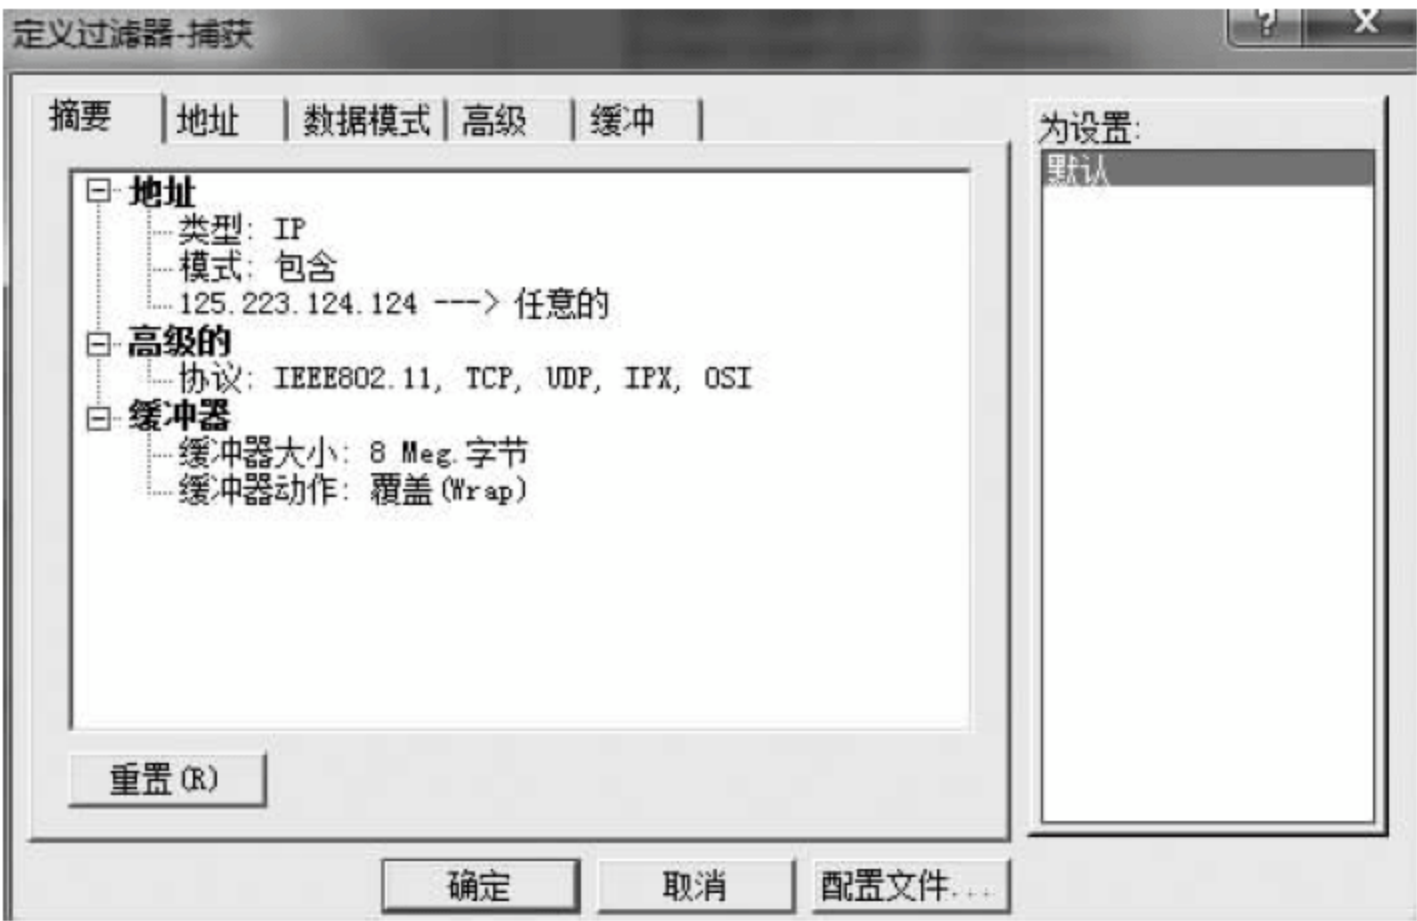 定义过滤器-捕获
? X
摘要 地址 数据模式 高级 缓冲
为设置:
默认
地址
类型: IP
模式: 包含
125.223.124.124 ---> 任意的
高级的
协议: IEEE802.11, TCP, UDP, IPX, OSI
缓冲器
缓冲器大小: 8 Meg.字节
缓冲器动作: 覆盖(Wrap)
重置(R)
确定 取消 配置文件...